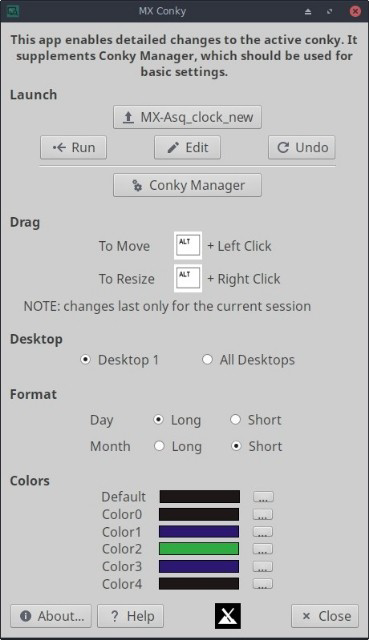 MX Conky
This app enables detailed changes to the active conky. It
supplements Conky Manager, which should be used for
basic settings.
Launch
MX-Asq_clock_new
Run Edit Undo
Conky Manager
Drag
To Move ALT + Left Click
To Resize ALT + Right Click
NOTE: changes last only for the current session
Desktop
Desktop 1 All Desktops
Format
Day Long Short
Month Long Short
Colors
Default ...
Color0 ...
Color1 ...
Color2 ...
Color3 ...
Color4 ...
About... ? Help Close